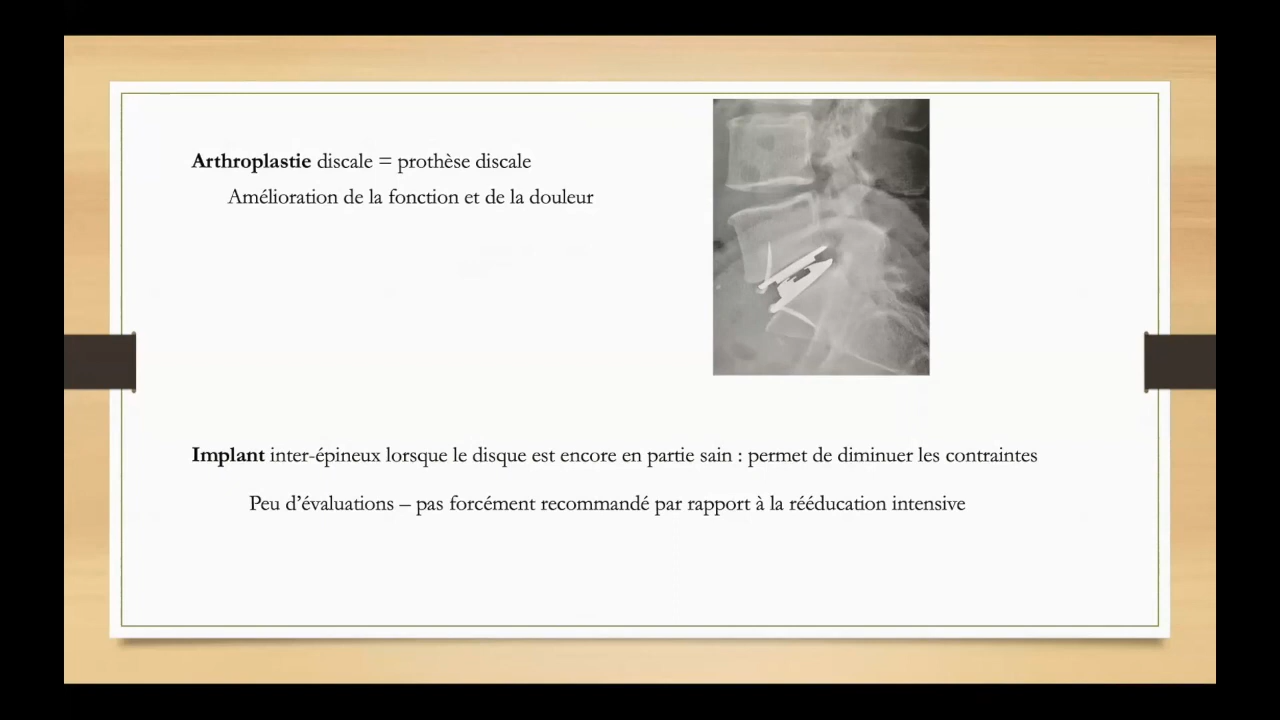 Arthroplastie discale = prothèse discale
Amélioration de la fonction et de la douleur
Implant inter-épineux lorsque le disque est encore en partie sain : permet de diminuer les contraintes
Peu d’évaluations – pas forcément recommandé par rapport à la rééducation intensive